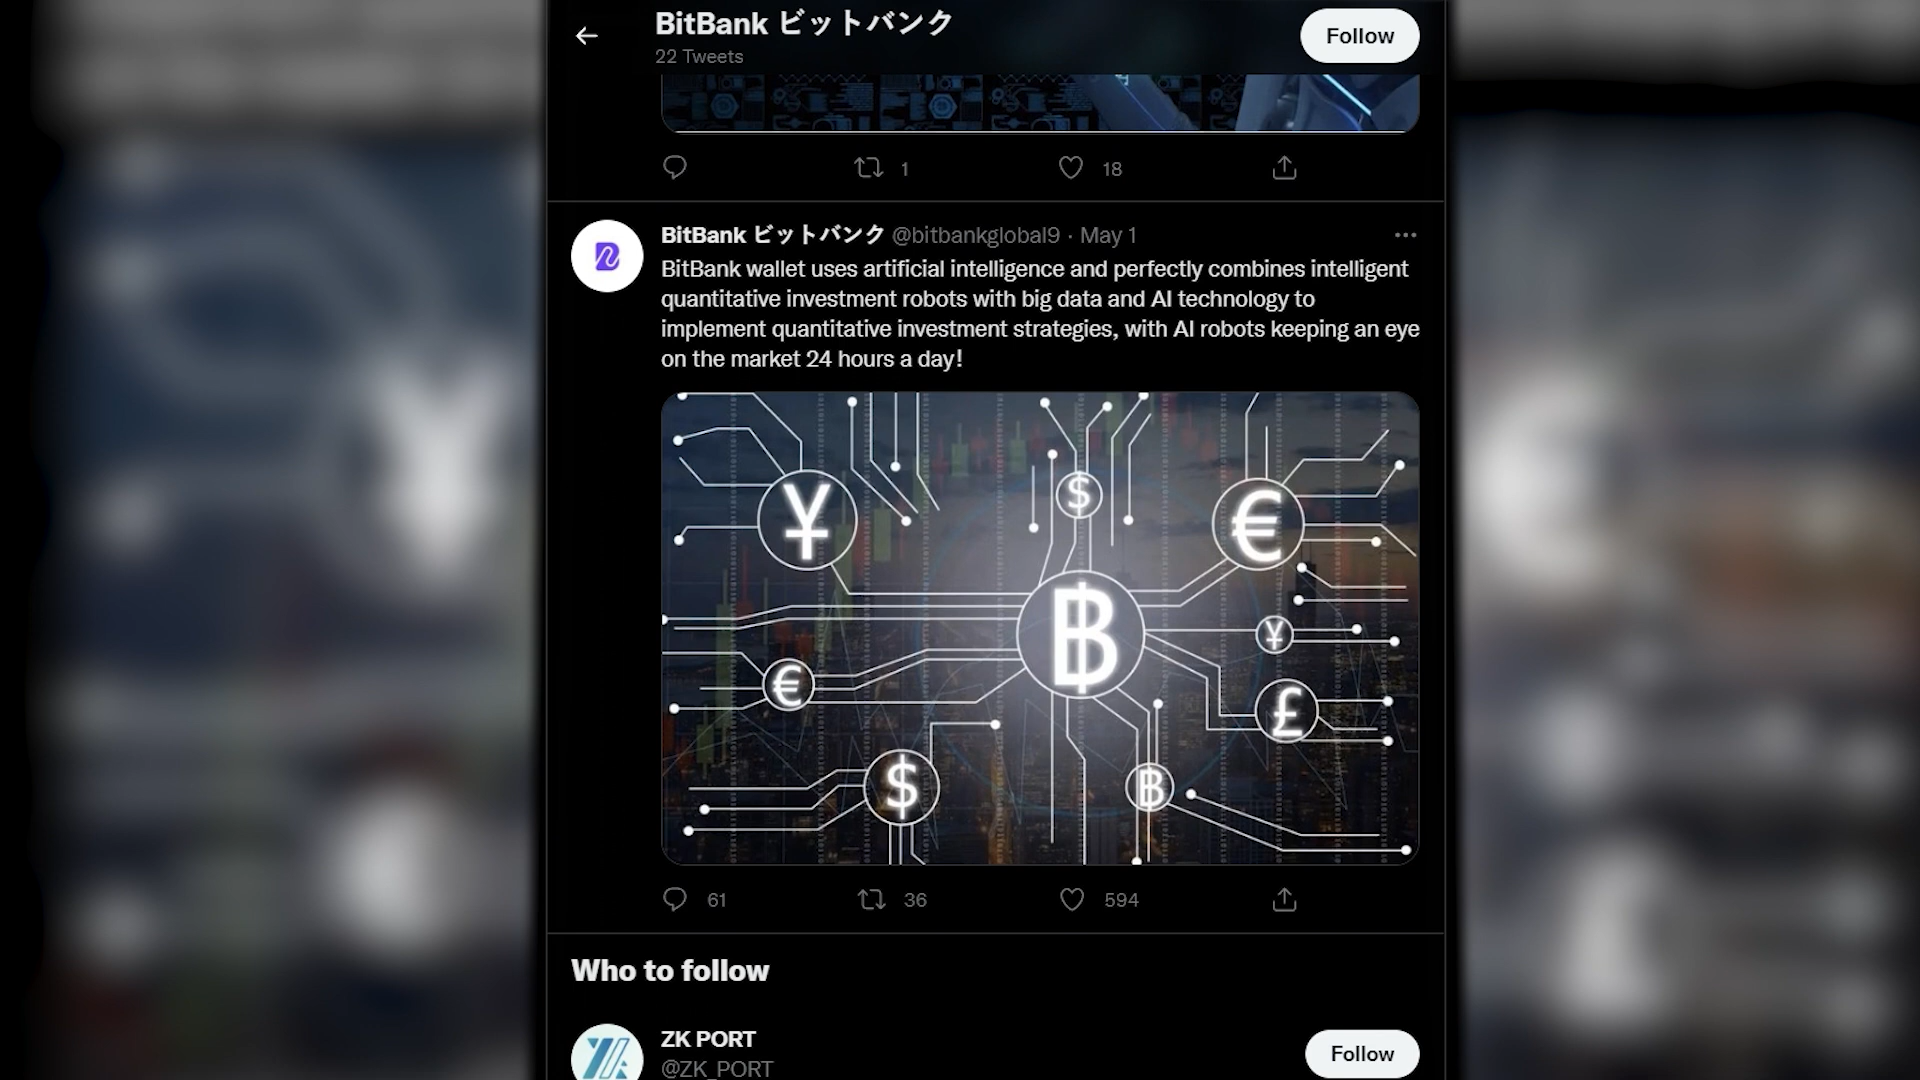 BitBank ビットバンク
22 Tweets
Follow
1
18
BitBank ビットバンク @bitbankglobal9 · May 1
BitBank wallet uses artificial intelligence and perfectly combines intelligent
quantitative investment robots with big data and AI technology to
implement quantitative investment strategies, with AI robots keeping an eye
on the market 24 hours a day!
¥
$
€
฿
¥
€
£
$
฿
61
36
594
Who to follow
ZK PORT
@ZK_PORT
Follow